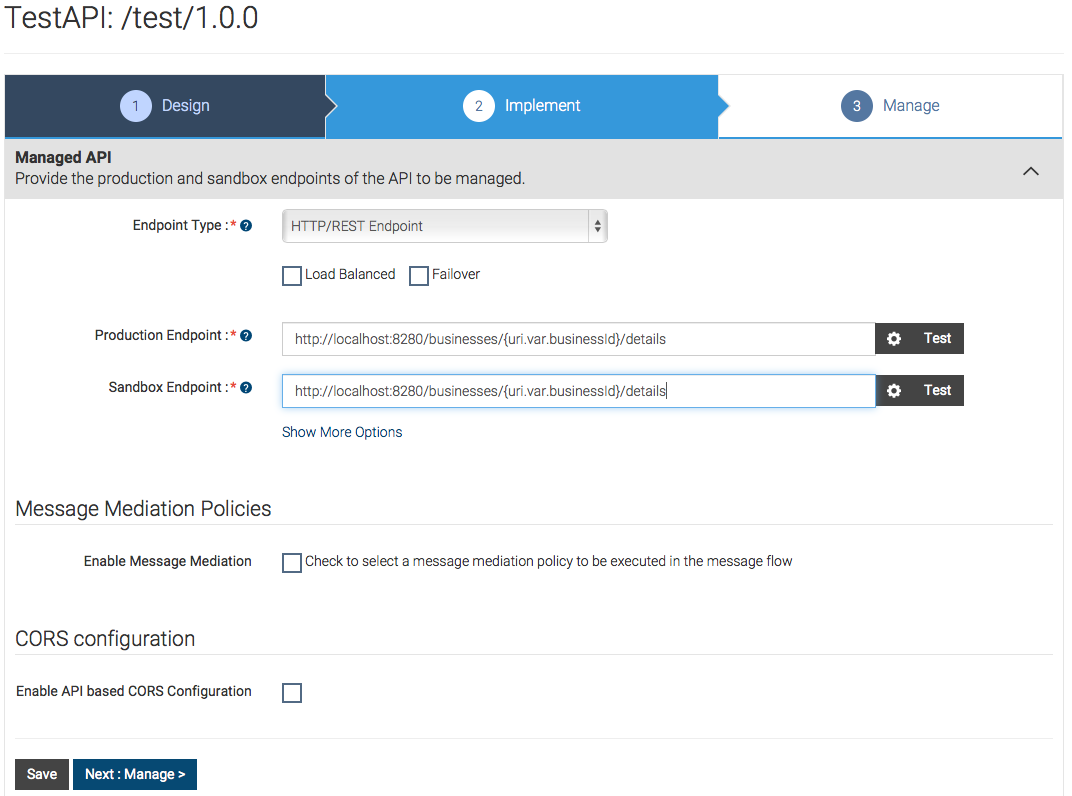 TestAPI: /test/1.0.0
1 Design
2 Implement
3 Manage
Managed API
Provide the production and sandbox endpoints of the API to be managed.
Endpoint Type :* ?
HTTP/REST Endpoint
Load Balanced
Failover
Production Endpoint :* ?
http://localhost:8280/businesses/{uri.var.businessId}/details
Test
Sandbox Endpoint :* ?
http://localhost:8280/businesses/{uri.var.businessId}/details
Test
Show More Options
Message Mediation Policies
Enable Message Mediation
Check to select a message mediation policy to be executed in the message flow
CORS configuration
Enable API based CORS Configuration
Save
Next : Manage >